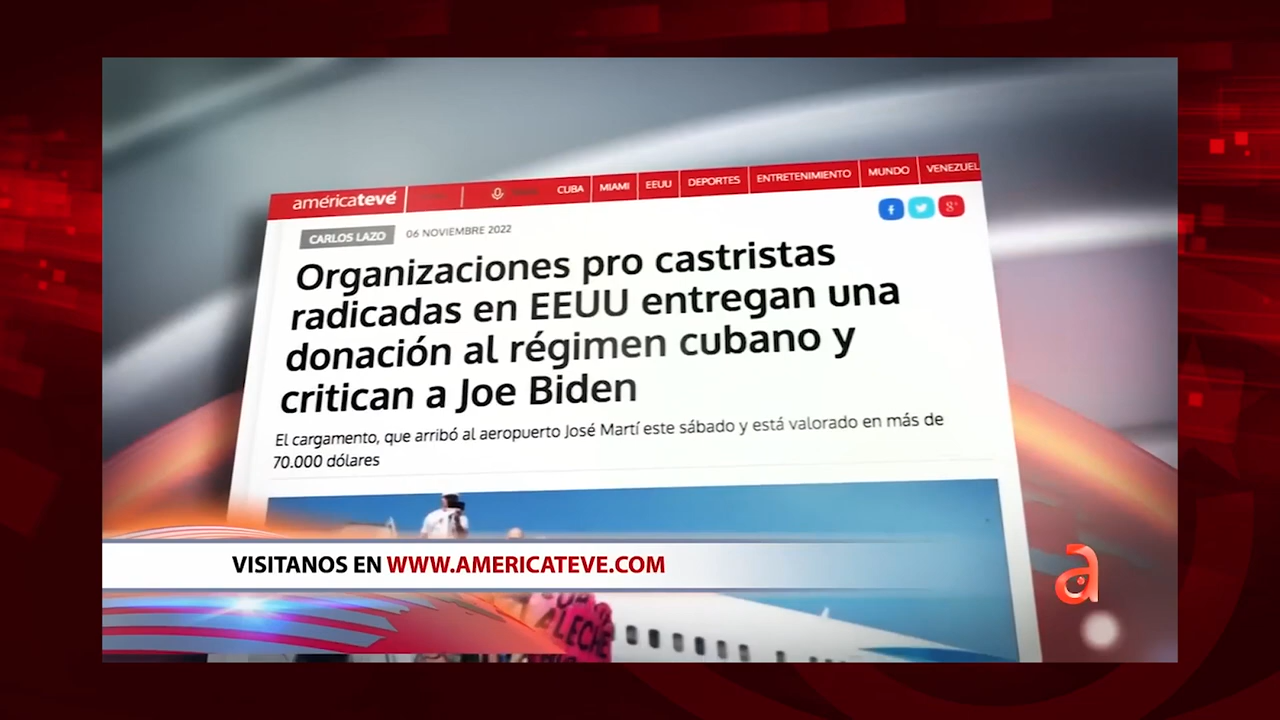 américatevé
CUBA MIAMI EEUU DEPORTES ENTRETENIMIENTO MUNDO VENEZUEL
CARLOS LAZO 06 NOVIEMBRE 2022
Organizaciones pro castristas
radicadas en EEUU entregan una
donación al régimen cubano y
critican a Joe Biden
El cargamento, que arribó al aeropuerto José Martí este sábado y está valorado en más de
70.000 dólares
VISITANOS EN WWW.AMERICATEVE.COM
LECHE
a